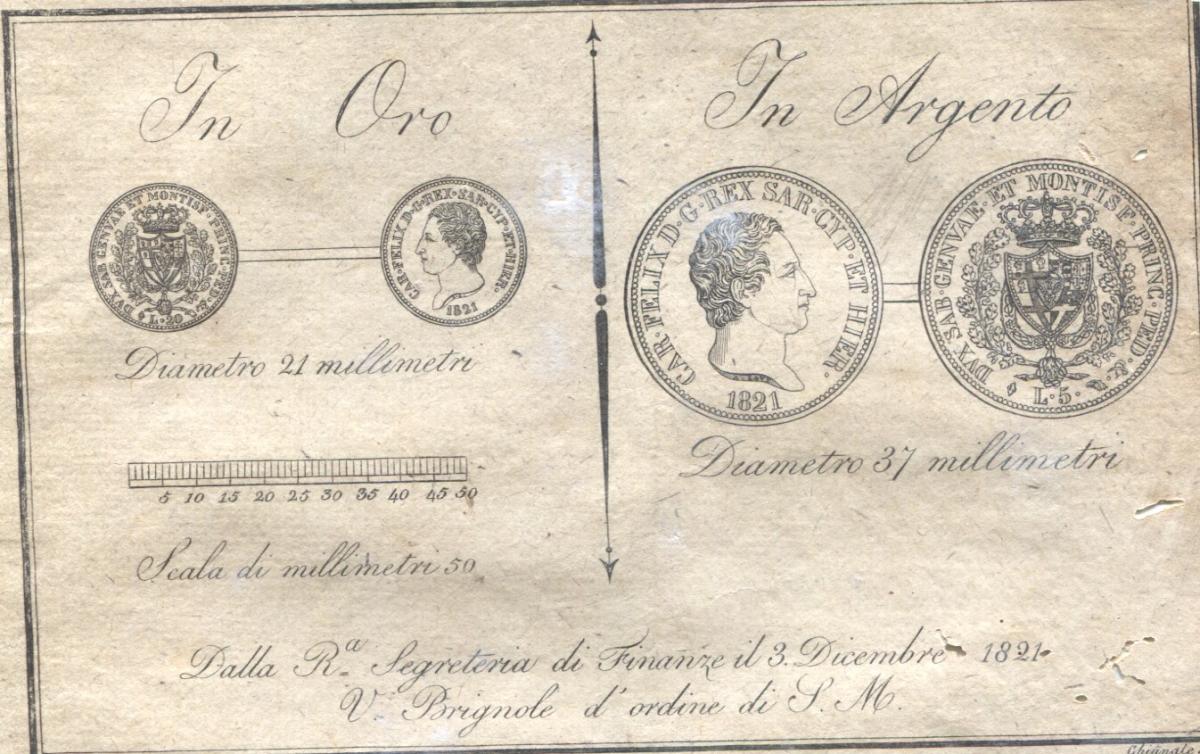 In Oro
DVX SAB GENVAE ET MONTISF·PRINC·PED·&
L·20
CAR·FELIX D·G·REX·SAR·CYP·ET·HIER·
1821
Diametro 21 millimetri
5 10 15 20 25 30 35 40 45 50
Scala di millimetri 50
In Argento
CAR·FELIX D·G·REX SAR·CYP·ET HIER·
1821
DVX SAB·GENVAE·ET MONTISF·PRINC·PED·&·
L·5·
Diametro 37 millimetri
Dalla R.a Segreteria di Finanze il 3. Dicembre 1821.
V. Brignole d'ordine di S. M.